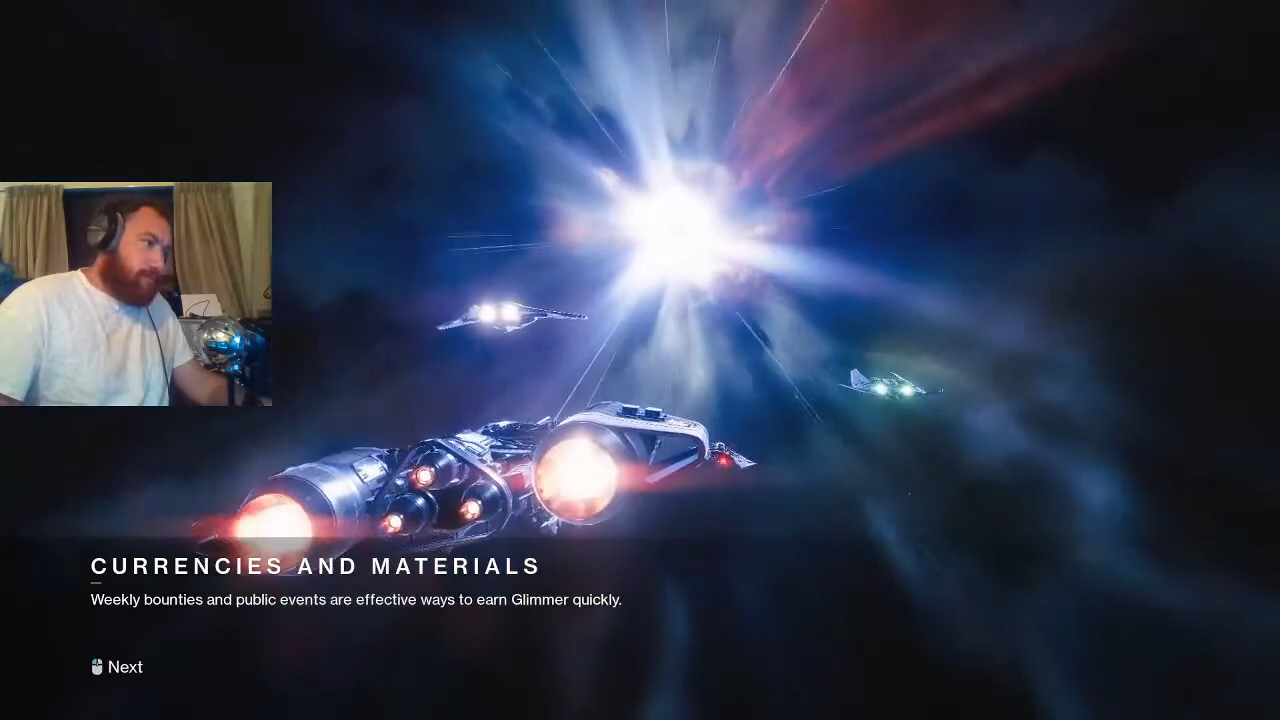 CURRENCIES AND MATERIALS
Weekly bounties and public events are effective ways to earn Glimmer quickly.
Next